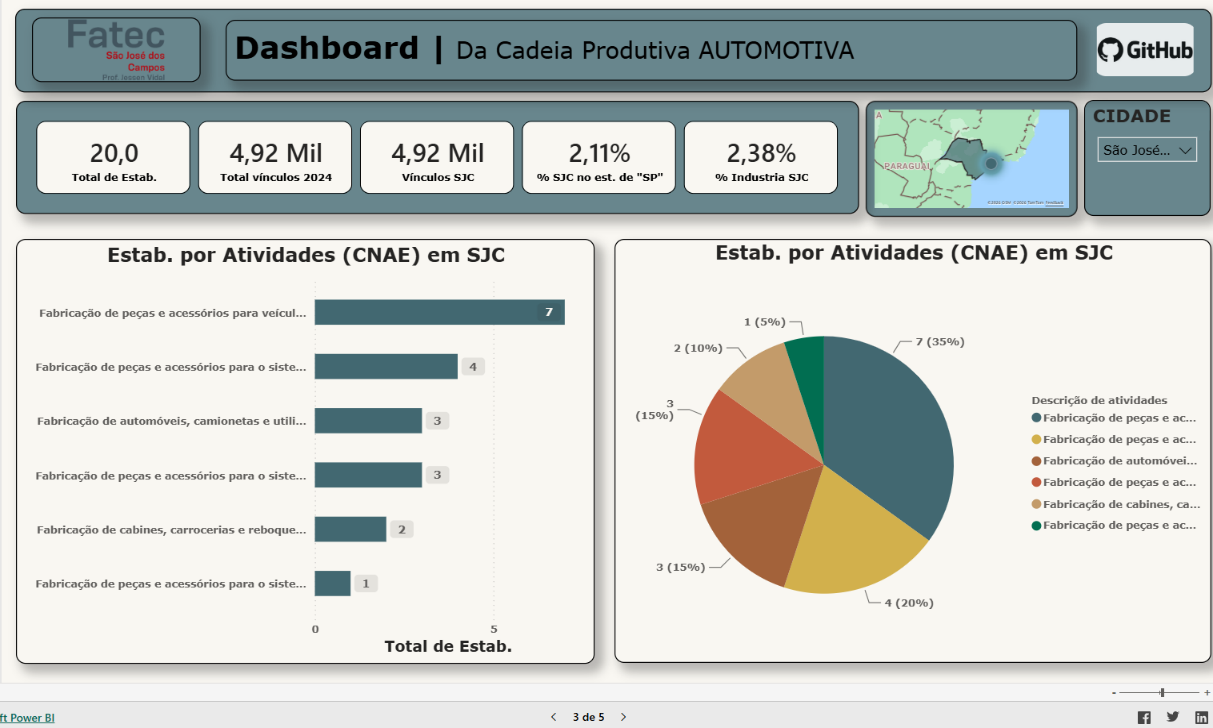 Fatec
São José dos
Campos
Prof. Jessen Vidal
Dashboard | Da Cadeia Produtiva AUTOMOTIVA
GitHub
20,0
Total de Estab.
4,92 Mil
Total vínculos 2024
4,92 Mil
Vínculos SJC
2,11%
% SJC no est. de "SP"
2,38%
% Industria SJC
A
PARAGUAI
CIDADE
São José...
Estab. por Atividades (CNAE) em SJC
Fabricação de peças e acessórios para veícul... 7
Fabricação de peças e acessórios para o siste... 4
Fabricação de automóveis, camionetas e utili... 3
Fabricação de peças e acessórios para o siste... 3
Fabricação de cabines, carrocerias e reboque... 2
Fabricação de peças e acessórios para o siste... 1
0 5
Total de Estab.
Estab. por Atividades (CNAE) em SJC
1 (5%)
7 (35%)
2 (10%)
3
(15%)
3 (15%)
4 (20%)
Descrição de atividades
Fabricação de peças e ac...
Fabricação de peças e ac...
Fabricação de automóvei...
Fabricação de peças e ac...
Fabricação de cabines, ca...
Fabricação de peças e ac...
- +
ft Power BI
< 3 de 5 >